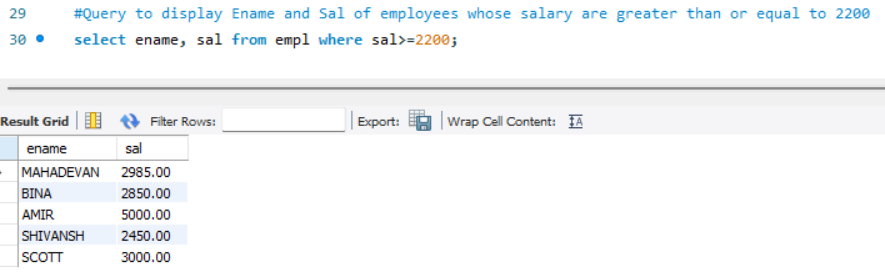 29 #Query to display Ename and Sal of employees whose salary are greater than or equal to 2200
30 select ename, sal from empl where sal>=2200;
Result Grid Filter Rows: Export: Wrap Cell Content: IA
ename sal
MAHADEVAN 2985.00
BINA 2850.00
AMIR 5000.00
SHIVANSH 2450.00
SCOTT 3000.00